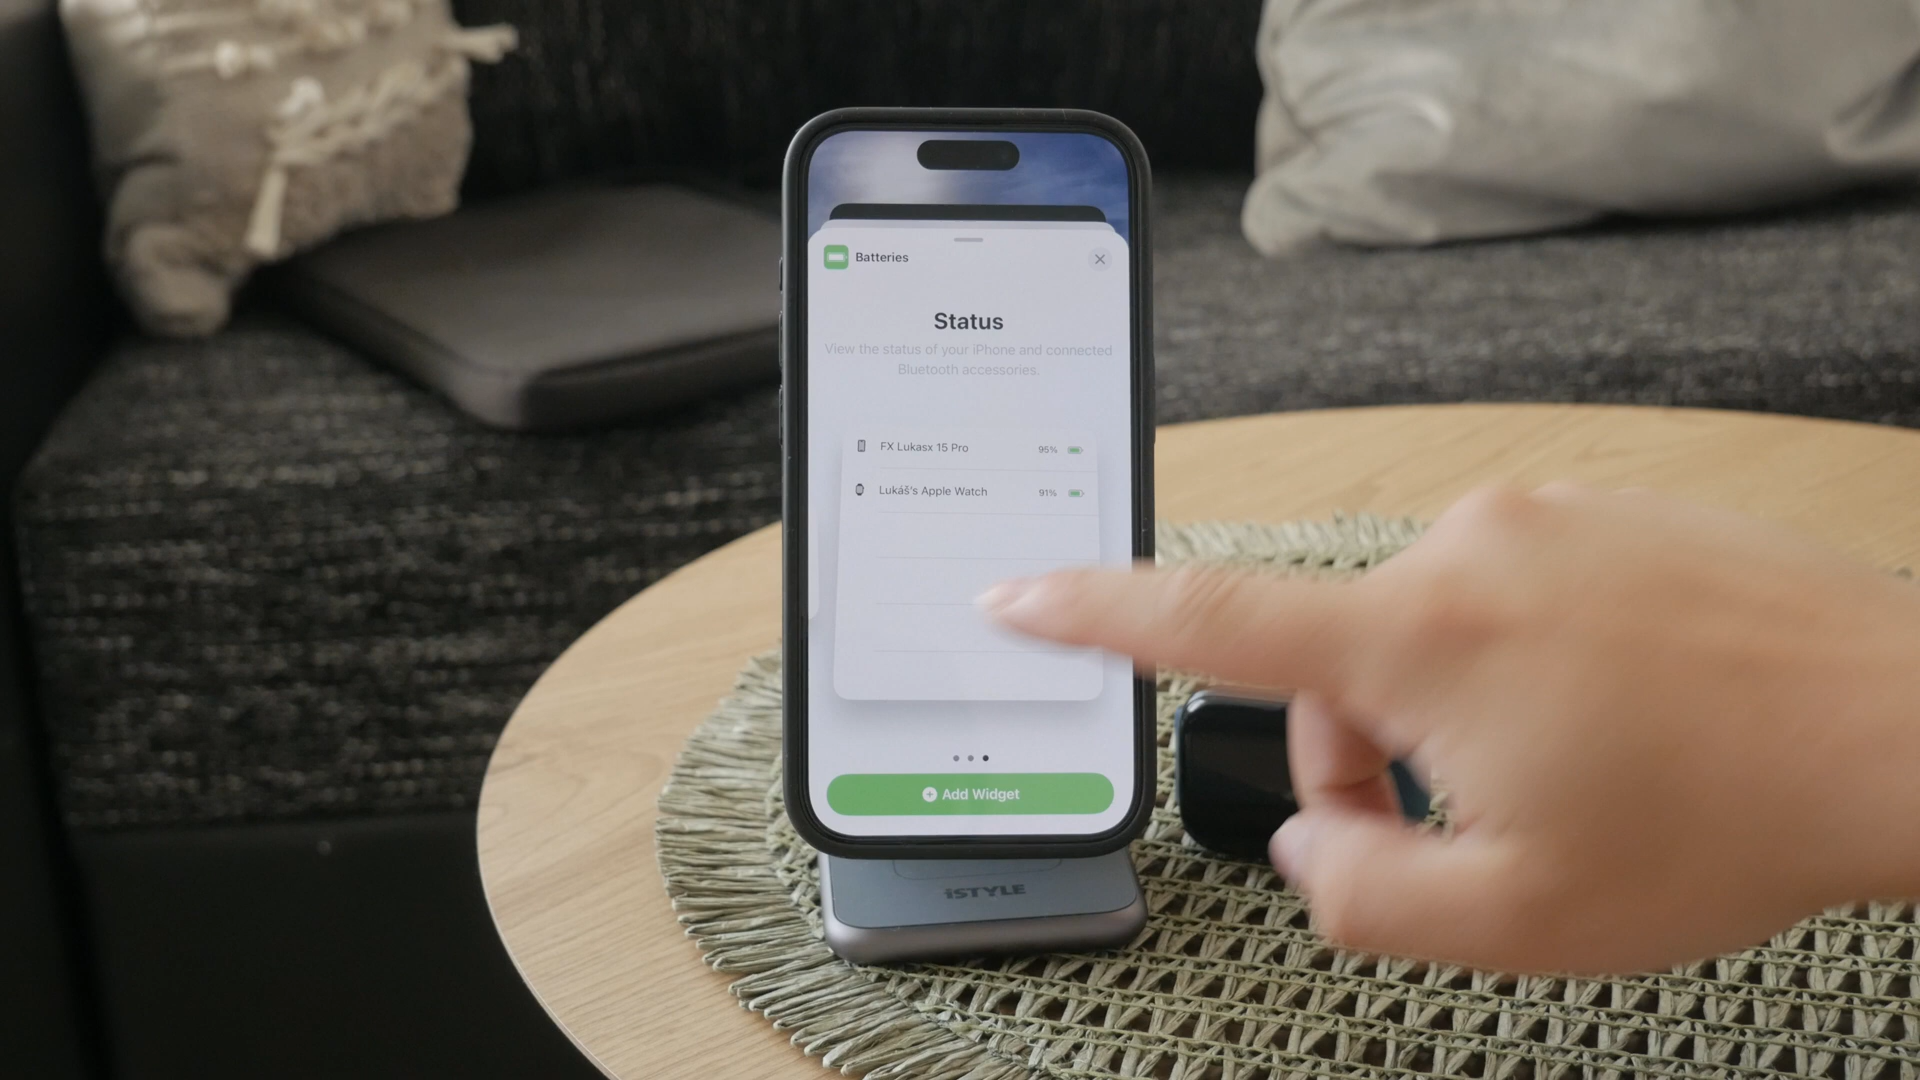 Batteries
Status
View the status of your iPhone and connected
Bluetooth accessories.
FX Lukasx 15 Pro 95%
Lukáš's Apple Watch 91%
Add Widget
iSTYLE